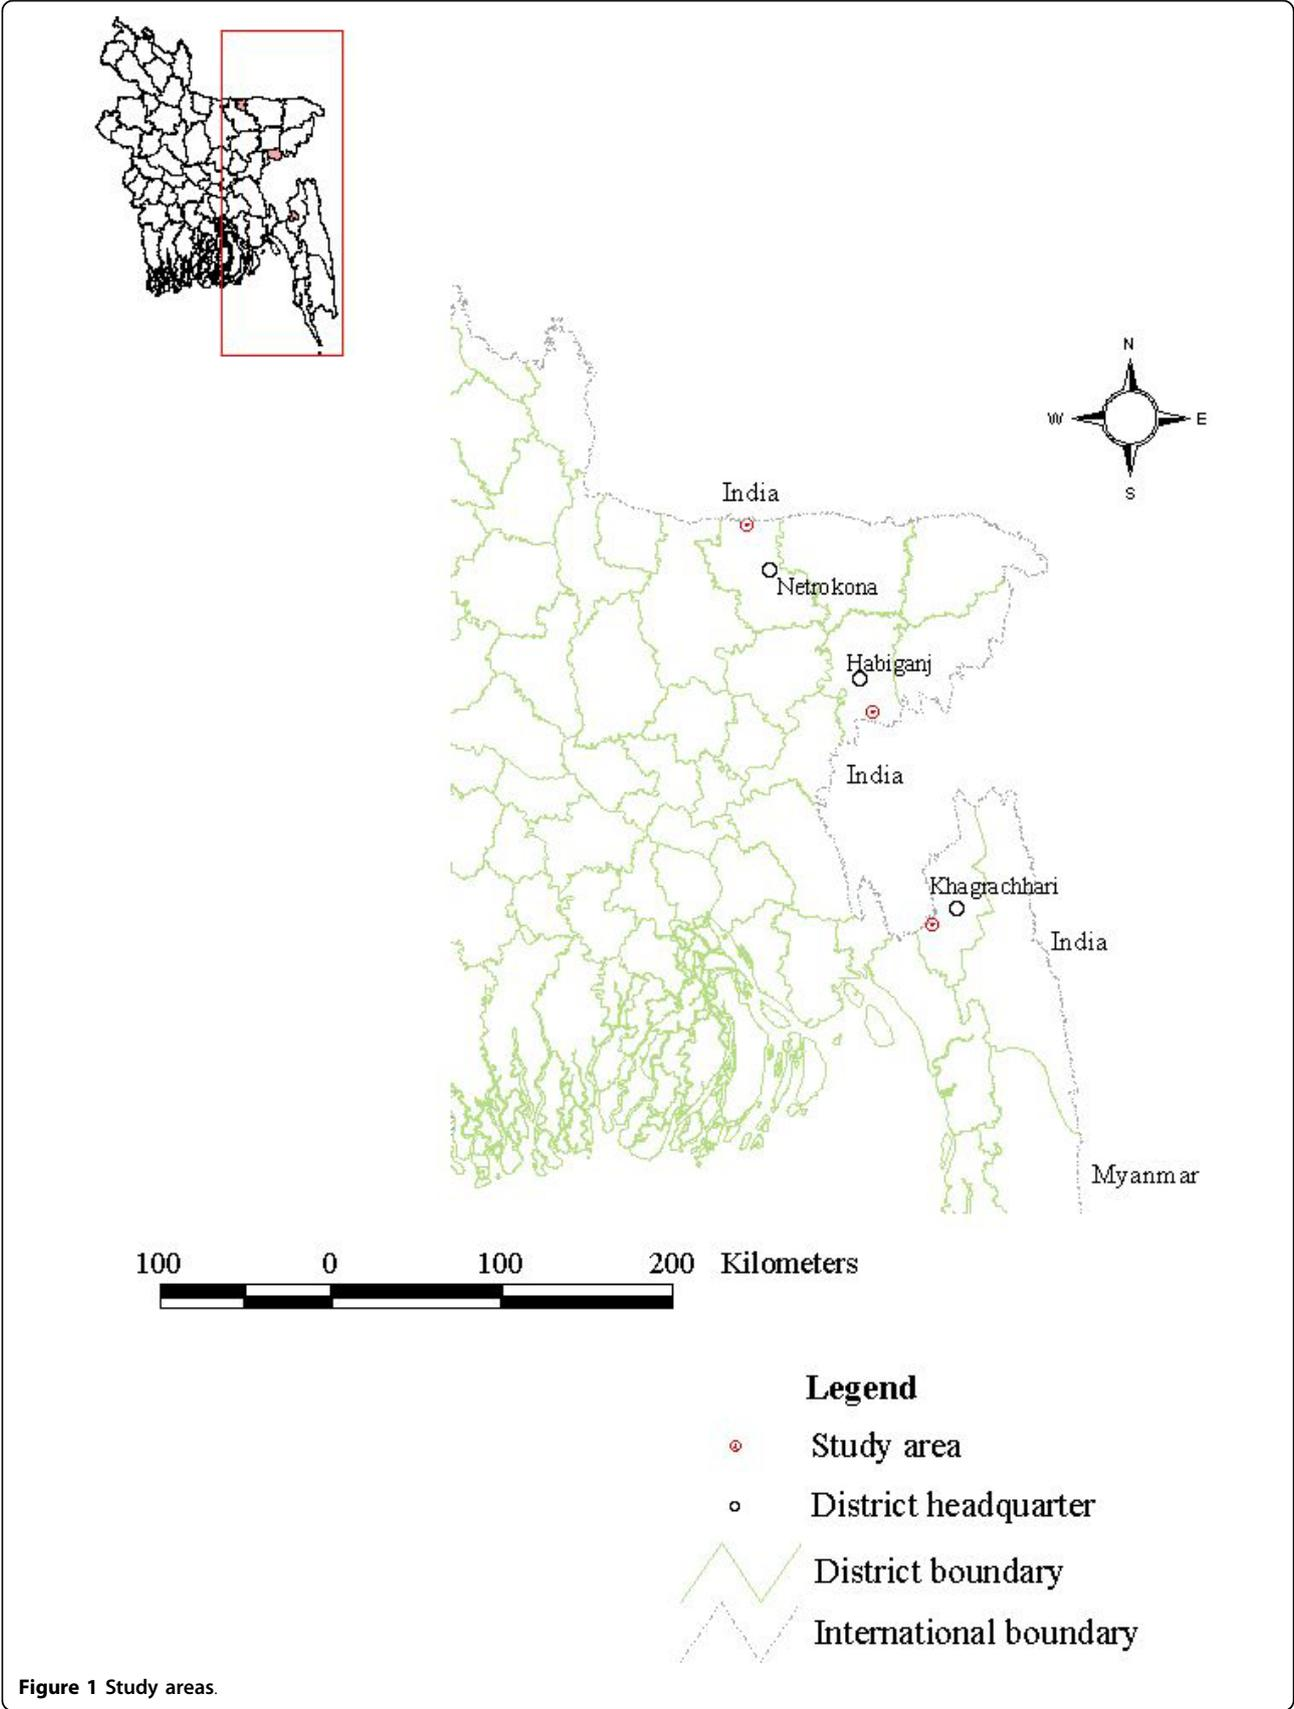 N
W E
S
India
Netrokona
Habiganj
India
Khagrachhari
India
Myanmar
100 0 100 200 Kilometers
Legend
Study area
District headquarter
District boundary
International boundary
Figure 1 Study areas.